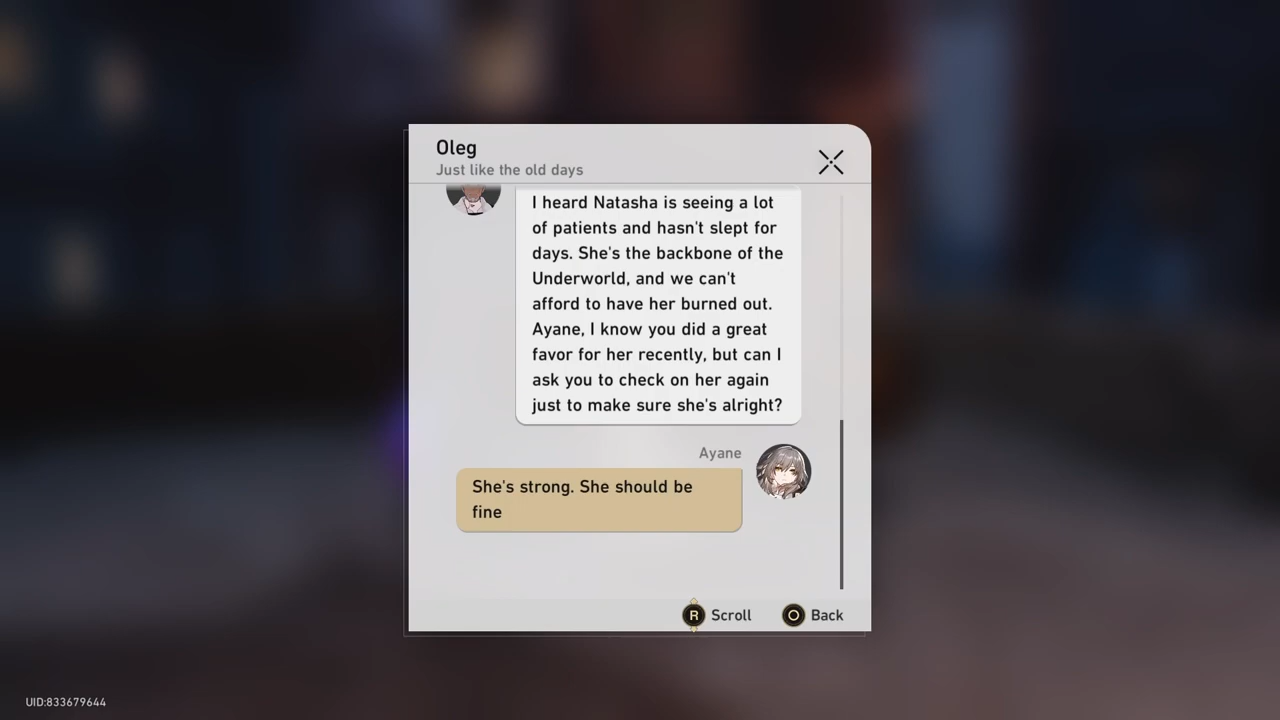 Oleg
Just like the old days
I heard Natasha is seeing a lot
of patients and hasn't slept for
days. She's the backbone of the
Underworld, and we can't
afford to have her burned out.
Ayane, I know you did a great
favor for her recently, but can I
ask you to check on her again
just to make sure she's alright?
Ayane
She's strong. She should be
fine
R Scroll
Back
UID:833679644